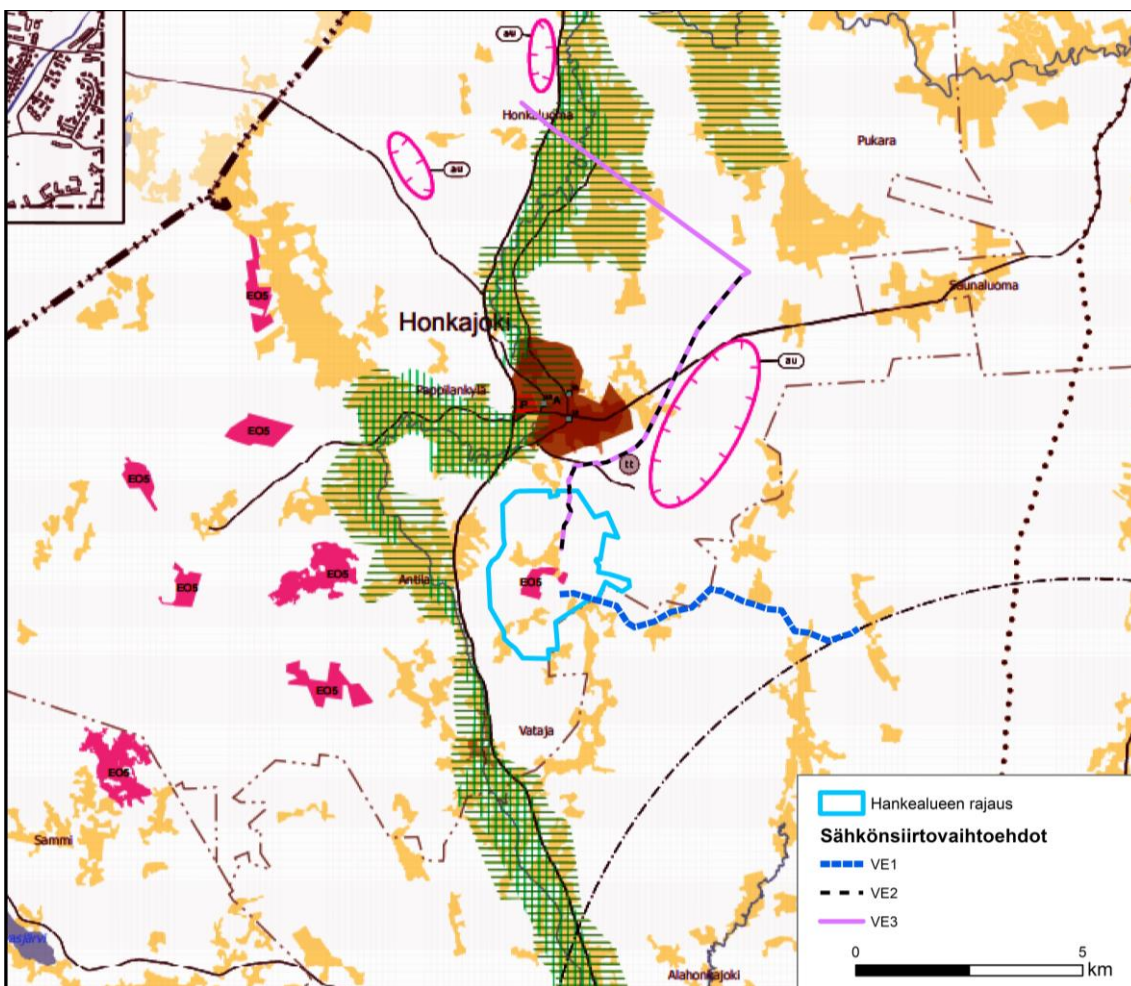 au
Honkaluoma
Pukara
au
EO5
Saunaluoma
Honkajoki
au
Pappilankylä
P
A
EO5
tt
EO5
EO5
EO5
Antila
EO5
EO5
Vataja
EO5
Sammi
Alahonkajoki
Hankealueen rajaus
Sähkönsiirtovaihtoehdot
VE1
VE2
VE3
0 5
km